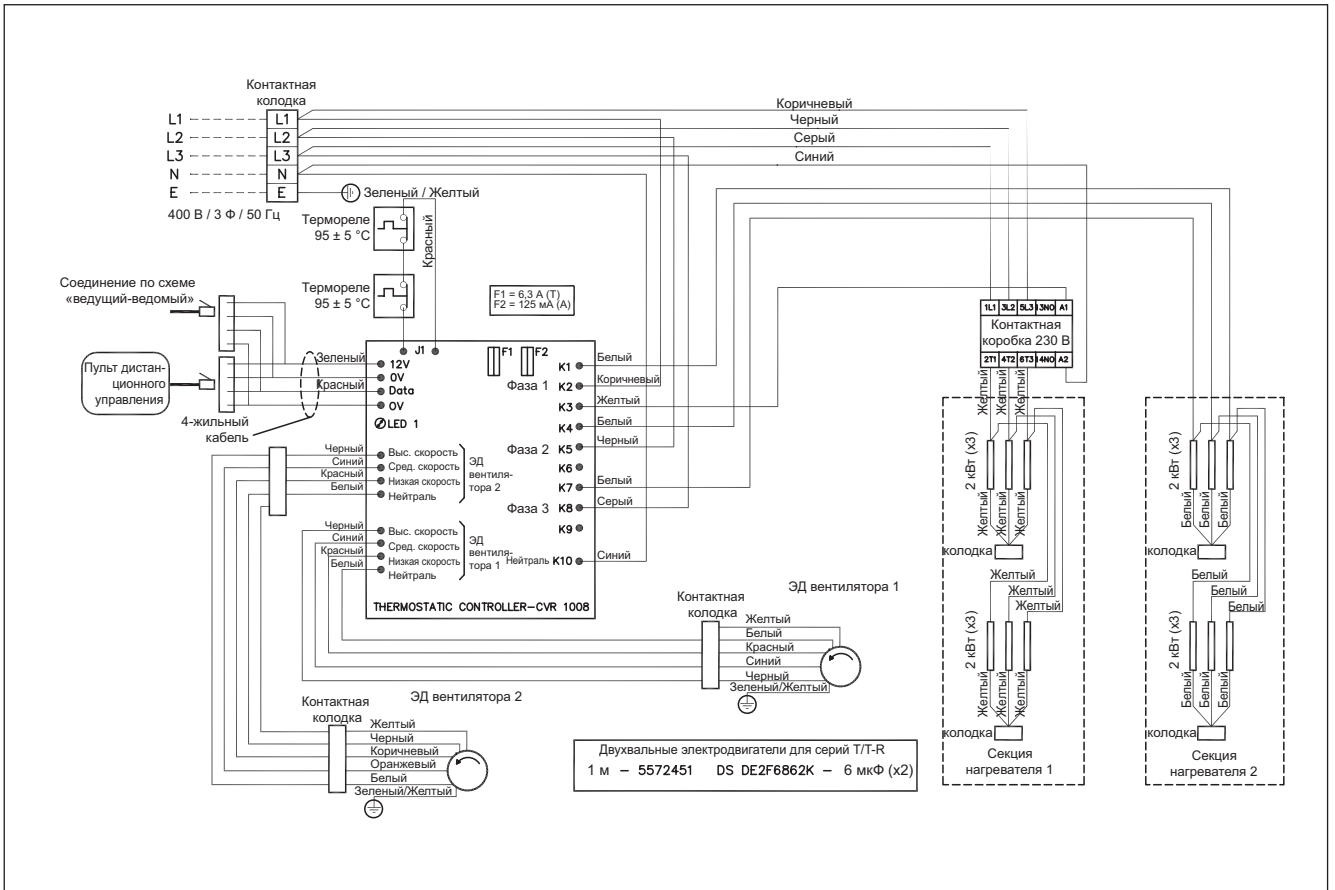 Контактная
колодка
L1 L1
L2 L2
L3 L3
N N
E E
400 В / 3 Ф / 50 Гц
Коричневый
Черный
Серый
Синий
Зеленый / Желтый
Термореле
95 ± 5 °C
Красный
Термореле
95 ± 5 °C
F1 = 6,3 А (Т)
F2 = 125 мА (А)
Соединение по схеме
«ведущий-ведомый»
Пульт дистан-
ционного
управления
4-жильный
кабель
Зеленый
Красный
J1
F1 F2
12V
0V
Data
0V
LED 1
Фаза 1
Фаза 2
Фаза 3
Нейтраль
K1 Белый
K2 Коричневый
K3 Желтый
K4 Белый
K5 Черный
K6
K7 Белый
K8 Серый
K9
K10 Синий
Черный
Синий
Красный
Белый
Выс. скорость
Сред. скорость
Низкая скорость
Нейтраль
ЭД
вентиля-
тора 2
Черный
Синий
Красный
Белый
Выс. скорость
Сред. скорость
Низкая скорость
Нейтраль
ЭД
вентиля-
тора 1
THERMOSTATIC CONTROLLER-CVR 1008
1L1 3L2 5L3 13NO A1
Контактная
коробка 230 В
2T1 4T2 6T3 14NO A2
Желтый
Желтый
Желтый
2 кВт (х3)
Желтый
Желтый
Желтый
колодка
Желтый
Желтый
Желтый
2 кВт (х3)
Желтый
Желтый
Желтый
колодка
Секция
нагревателя 1
2 кВт (х3)
Белый
Белый
Белый
колодка
Белый
Белый
Белый
2 кВт (х3)
Белый
Белый
Белый
колодка
Секция
нагревателя 2
ЭД вентилятора 1
Контактная
колодка
Желтый
Белый
Красный
Синий
Черный
Зеленый/Желтый
ЭД вентилятора 2
Контактная
колодка
Желтый
Черный
Коричневый
Оранжевый
Белый
Зеленый/Желтый
Двухвальные электродвигатели для серий T/T-R
1 м – 5572451 DS DE2F6862K – 6 мкФ (х2)